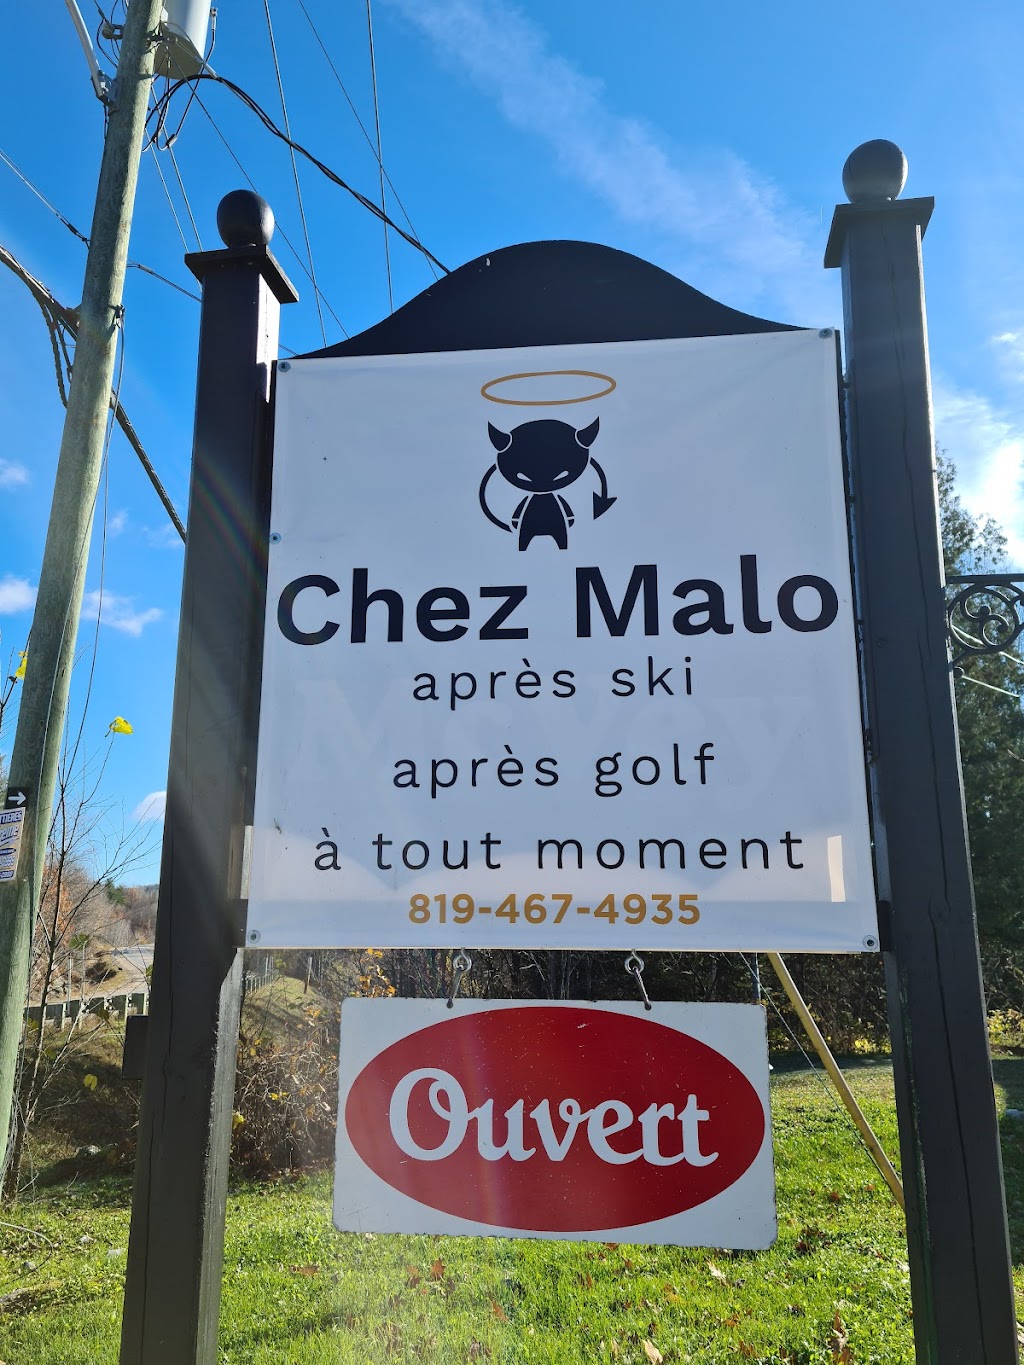 Chez Malo
après ski
après golf
à tout moment
819-467-4935
Ouvert